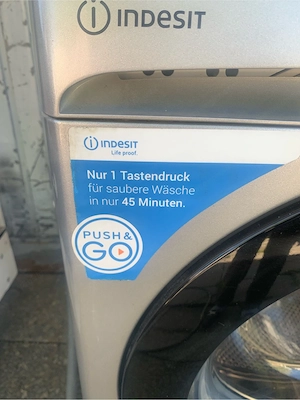 INDESIT
INDESIT
Life proof.
Nur 1 Tastendruck
für saubere Wäsche
in nur 45 Minuten.
PUSH &
GO